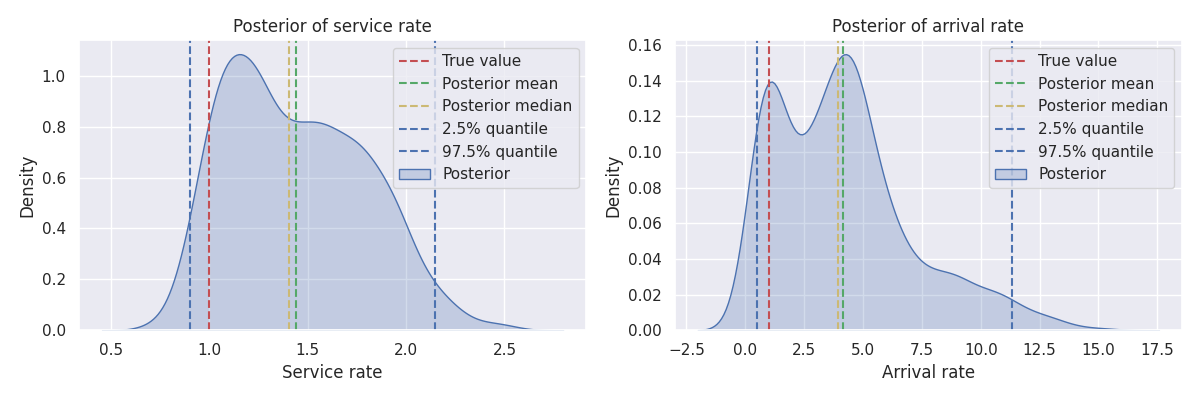 Posterior of service rate
1.0
0.8
0.6
0.4
0.2
0.0
Density
0.5
1.0
1.5
2.0
2.5
Service rate
True value
Posterior mean
Posterior median
2.5% quantile
97.5% quantile
Posterior
Posterior of arrival rate
0.16
0.14
0.12
0.10
0.08
0.06
0.04
0.02
0.00
Density
−2.5
0.0
2.5
5.0
7.5
10.0
12.5
15.0
17.5
Arrival rate
True value
Posterior mean
Posterior median
2.5% quantile
97.5% quantile
Posterior